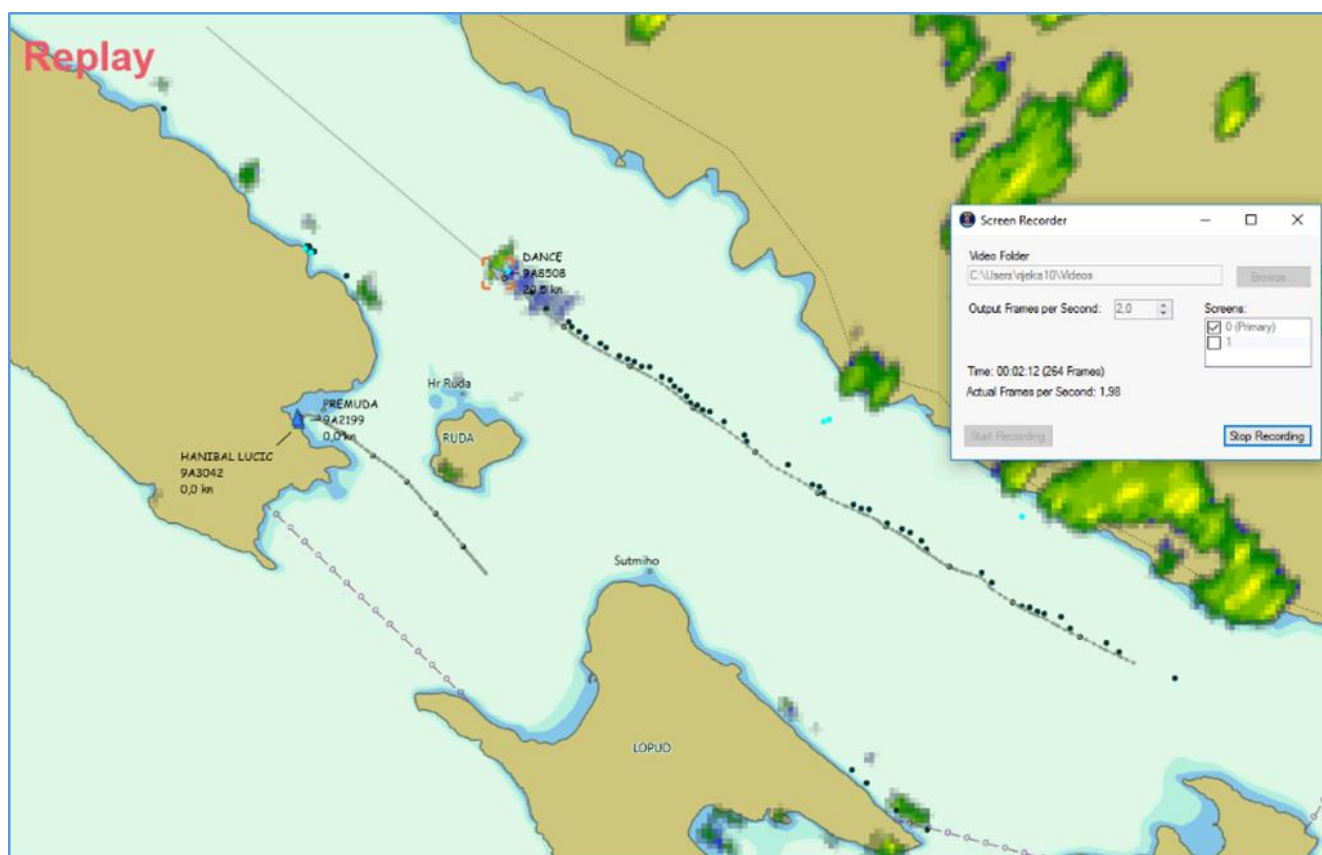 Replay
DANCE
9A8508
20,5 kn
Hr Ruda
PREMUDA
9A2199
0,0 kn
RUDA
HANIBAL LUCIC
9A3042
0,0 kn
Sutmiho
LOPUD
Screen Recorder
Video Folder
C:\Users\rjeka10\Videos
Browse...
Output Frames per Second: 2,0
Screens:
0 (Primary)
1
Time: 00:02:12 (264 Frames)
Actual Frames per Second: 1,98
Start Recording
Stop Recording